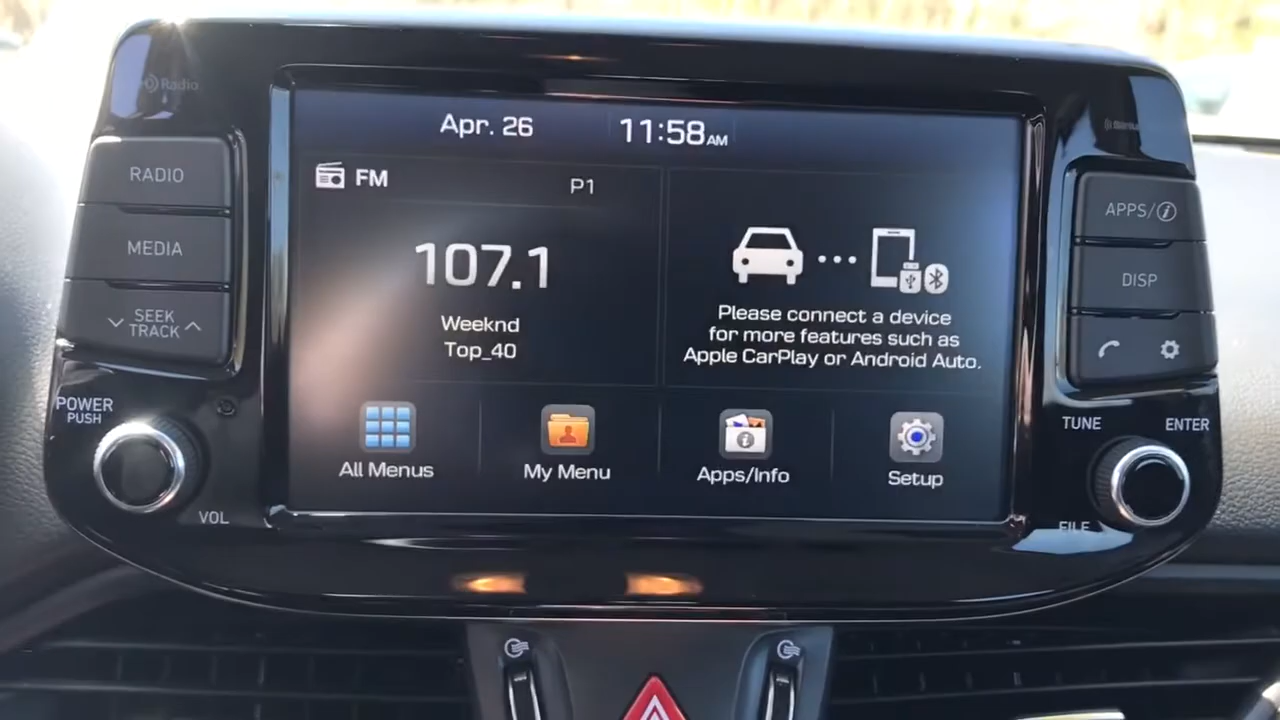 Radio
RADIO
MEDIA
SEEK
TRACK
POWER
PUSH
VOL
Apr. 26
11:58AM
FM
P1
107.1
Weeknd
Top_40
Please connect a device
for more features such as
Apple CarPlay or Android Auto.
All Menus
My Menu
Apps/Info
Setup
APPS/i
DISP
TUNE
ENTER
FILE